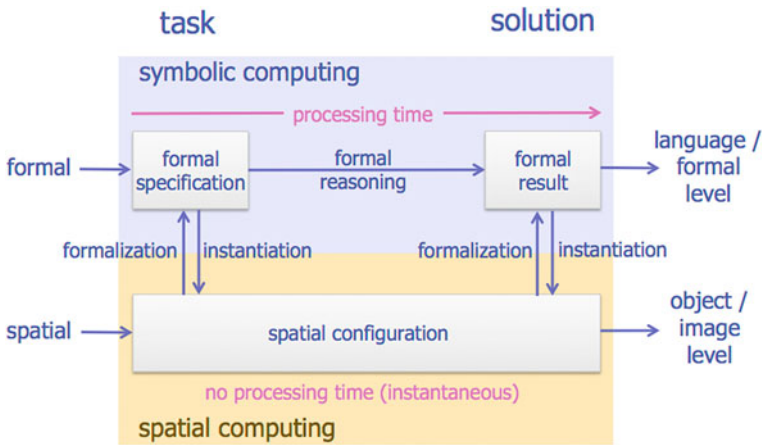 task
solution
symbolic computing
processing time
formal
formal
specification
formal
reasoning
formal
result
language /
formal
level
formalization
instantiation
formalization
instantiation
spatial
spatial configuration
object /
image
level
no processing time (instantaneous)
spatial computing